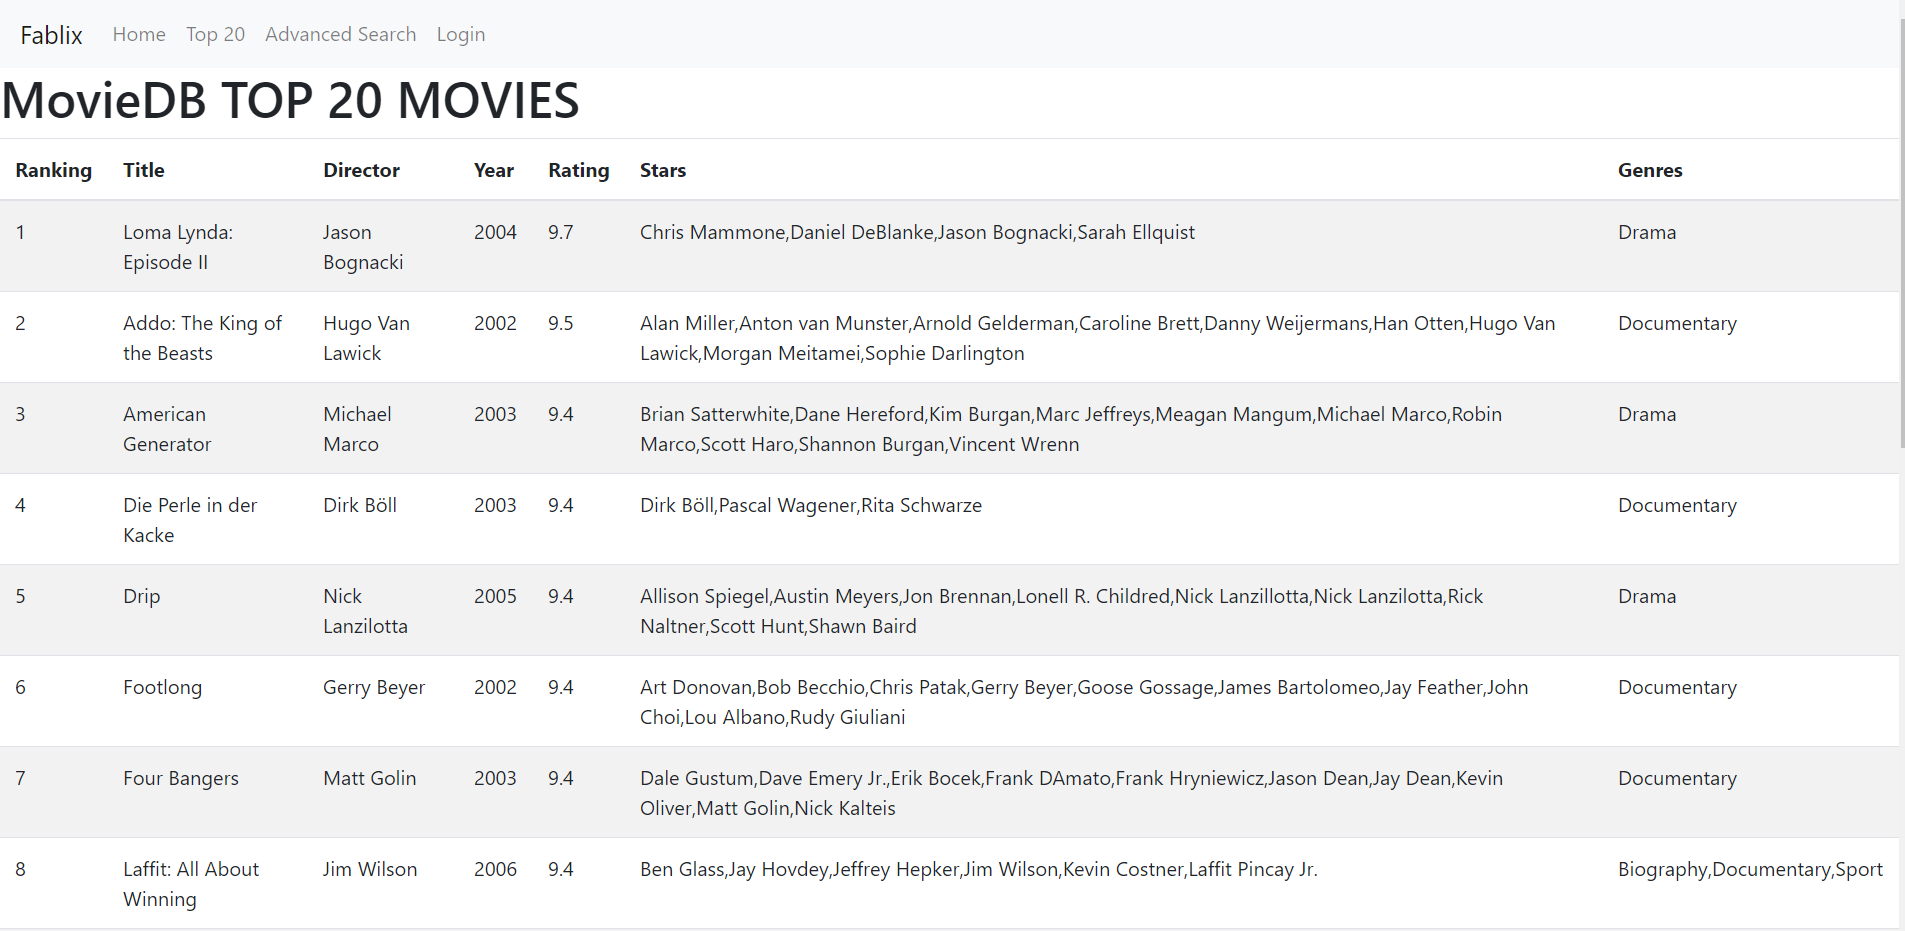 Fablix Home Top 20 Advanced Search Login
MovieDB TOP 20 MOVIES
Ranking Title Director Year Rating Stars Genres
1 Loma Lynda: Jason 2004 9.7 Chris Mammone,Daniel DeBlanke,Jason Bognacki,Sarah Ellquist Drama
Episode II Bognacki
2 Addo: The King of Hugo Van 2002 9.5 Alan Miller,Anton van Munster,Arnold Gelderman,Caroline Brett,Danny Weijermans,Han Otten,Hugo Van Documentary
the Beasts Lawick Lawick,Morgan Meitamei,Sophie Darlington
3 American Michael 2003 9.4 Brian Satterwhite,Dane Hereford,Kim Burgan,Marc Jeffreys,Meagan Mangum,Michael Marco,Robin Drama
Generator Marco Marco,Scott Haro,Shannon Burgan,Vincent Wrenn
4 Die Perle in der Dirk Böll 2003 9.4 Dirk Böll,Pascal Wagener,Rita Schwarze Documentary
Kacke
5 Drip Nick 2005 9.4 Allison Spiegel,Austin Meyers,Jon Brennan,Lonell R. Childred,Nick Lanzillotta,Nick Lanzilotta,Rick Drama
Lanzilotta Naltner,Scott Hunt,Shawn Baird
6 Footlong Gerry Beyer 2002 9.4 Art Donovan,Bob Becchio,Chris Patak,Gerry Beyer,Goose Gossage,James Bartolomeo,Jay Feather,John Documentary
Choi,Lou Albano,Rudy Giuliani
7 Four Bangers Matt Golin 2003 9.4 Dale Gustum,Dave Emery Jr.,Erik Bocek,Frank DAmato,Frank Hryniewicz,Jason Dean,Jay Dean,Kevin Documentary
Oliver,Matt Golin,Nick Kalteis
8 Laffit: All About Jim Wilson 2006 9.4 Ben Glass,Jay Hovdey,Jeffrey Hepker,Jim Wilson,Kevin Costner,Laffit Pincay Jr. Biography,Documentary,Sport
Winning